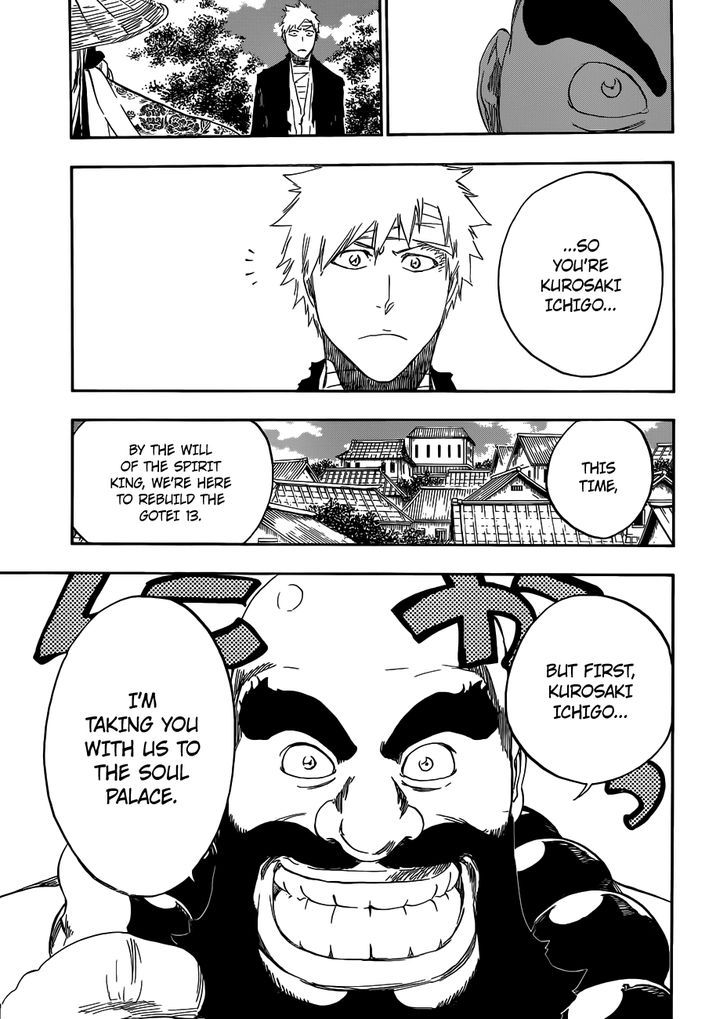 ...SO
YOU'RE
KUROSAKI
ICHIGO...
THIS
TIME,
BY THE WILL
OF THE SPIRIT
KING, WE'RE HERE
TO REBUILD THE
GOTEI 13.
BUT FIRST,
KUROSAKI
ICHIGO...
I'M
TAKING YOU
WITH US TO
THE SOUL
PALACE.